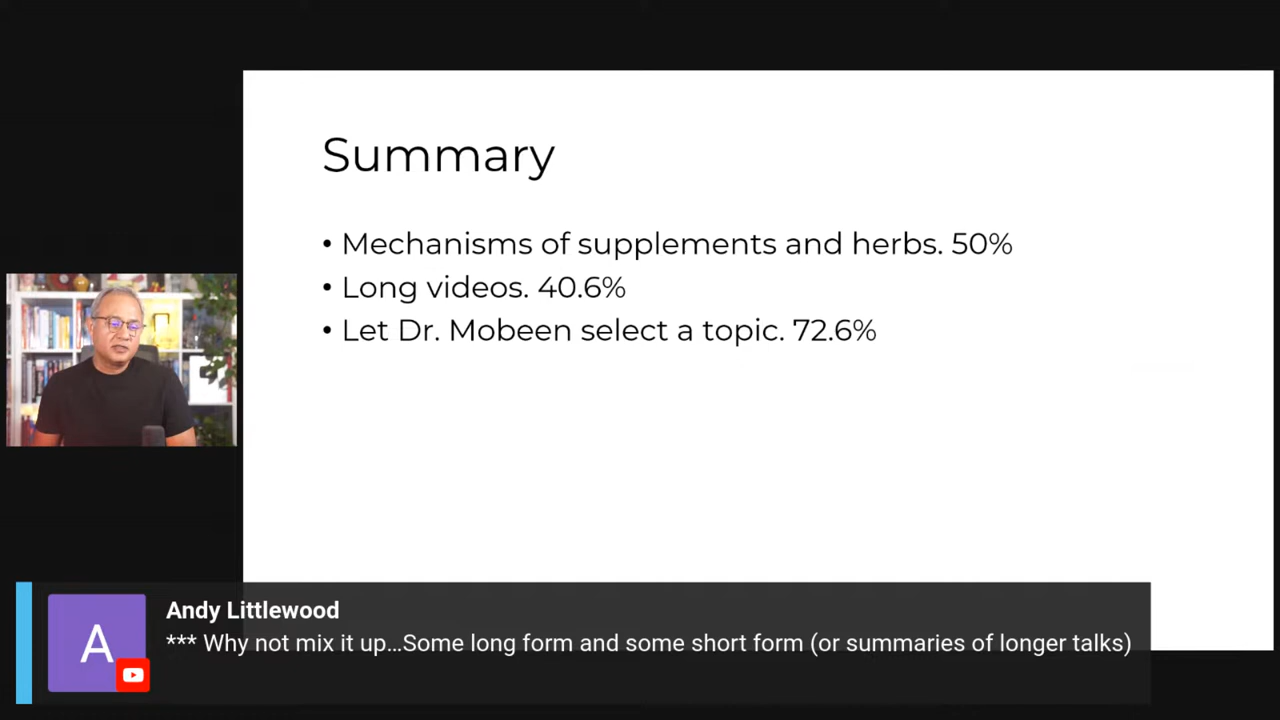 Summary
• Mechanisms of supplements and herbs. 50%
• Long videos. 40.6%
• Let Dr. Mobeen select a topic. 72.6%
A
Andy Littlewood
*** Why not mix it up...Some long form and some short form (or summaries of longer talks)